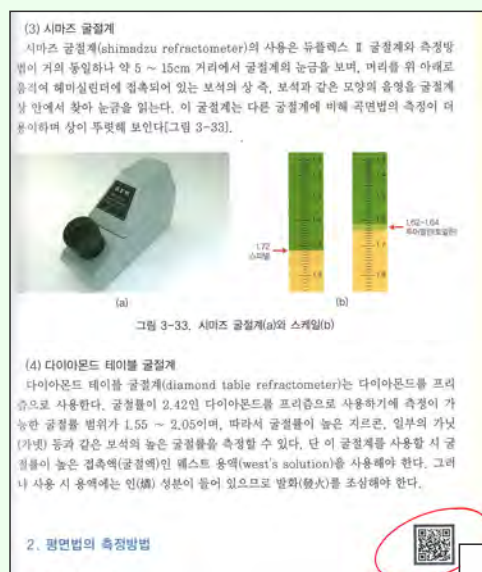 (3) 시마즈 굴절계
시마즈 굴절계(shimadzu refractometer)의 사용은 듀플렉스 Ⅱ 굴절계와 측정방
법이 거의 동일하나 약 5 ~ 15cm 거리에서 굴절계의 눈금을 보며, 머리를 위 아래로
움직여 헤미실린더에 접촉되어 있는 보석의 상 즉, 보석과 같은 모양의 음영을 굴절계
상 안에서 찾아 눈금을 읽는다. 이 굴절계는 다른 굴절계에 비해 곡면법의 측정이 더
용이하며 상이 뚜렷해 보인다[그림 3-33].
1.72
스피넬
1.62~1.64
(a)
(b)
그림 3-33. 시마즈 굴절계(a)와 스케일(b)
(4) 다이아몬드 테이블 굴절계
다이아몬드 테이블 굴절계(diamond table refractometer)는 다이아몬드를 프리
즘으로 사용한다. 굴절률이 2.42인 다이아몬드를 프리즘으로 사용하기에 측정이 가
능한 굴절률 범위가 1.55 ~ 2.05이며, 따라서 굴절률이 높은 지르콘, 일부의 가닛
(가넷) 등과 같은 보석의 높은 굴절률을 측정할 수 있다. 단 이 굴절계를 사용할 시 굴
절률이 높은 접촉액(굴절액)인 웨스트 용액(west's solution)을 사용해야 한다. 그러
나 사용 시 용액에는 인(燐) 성분이 들어 있으므로 발화(發火)를 조심해야 한다.
2. 평면법의 측정방법